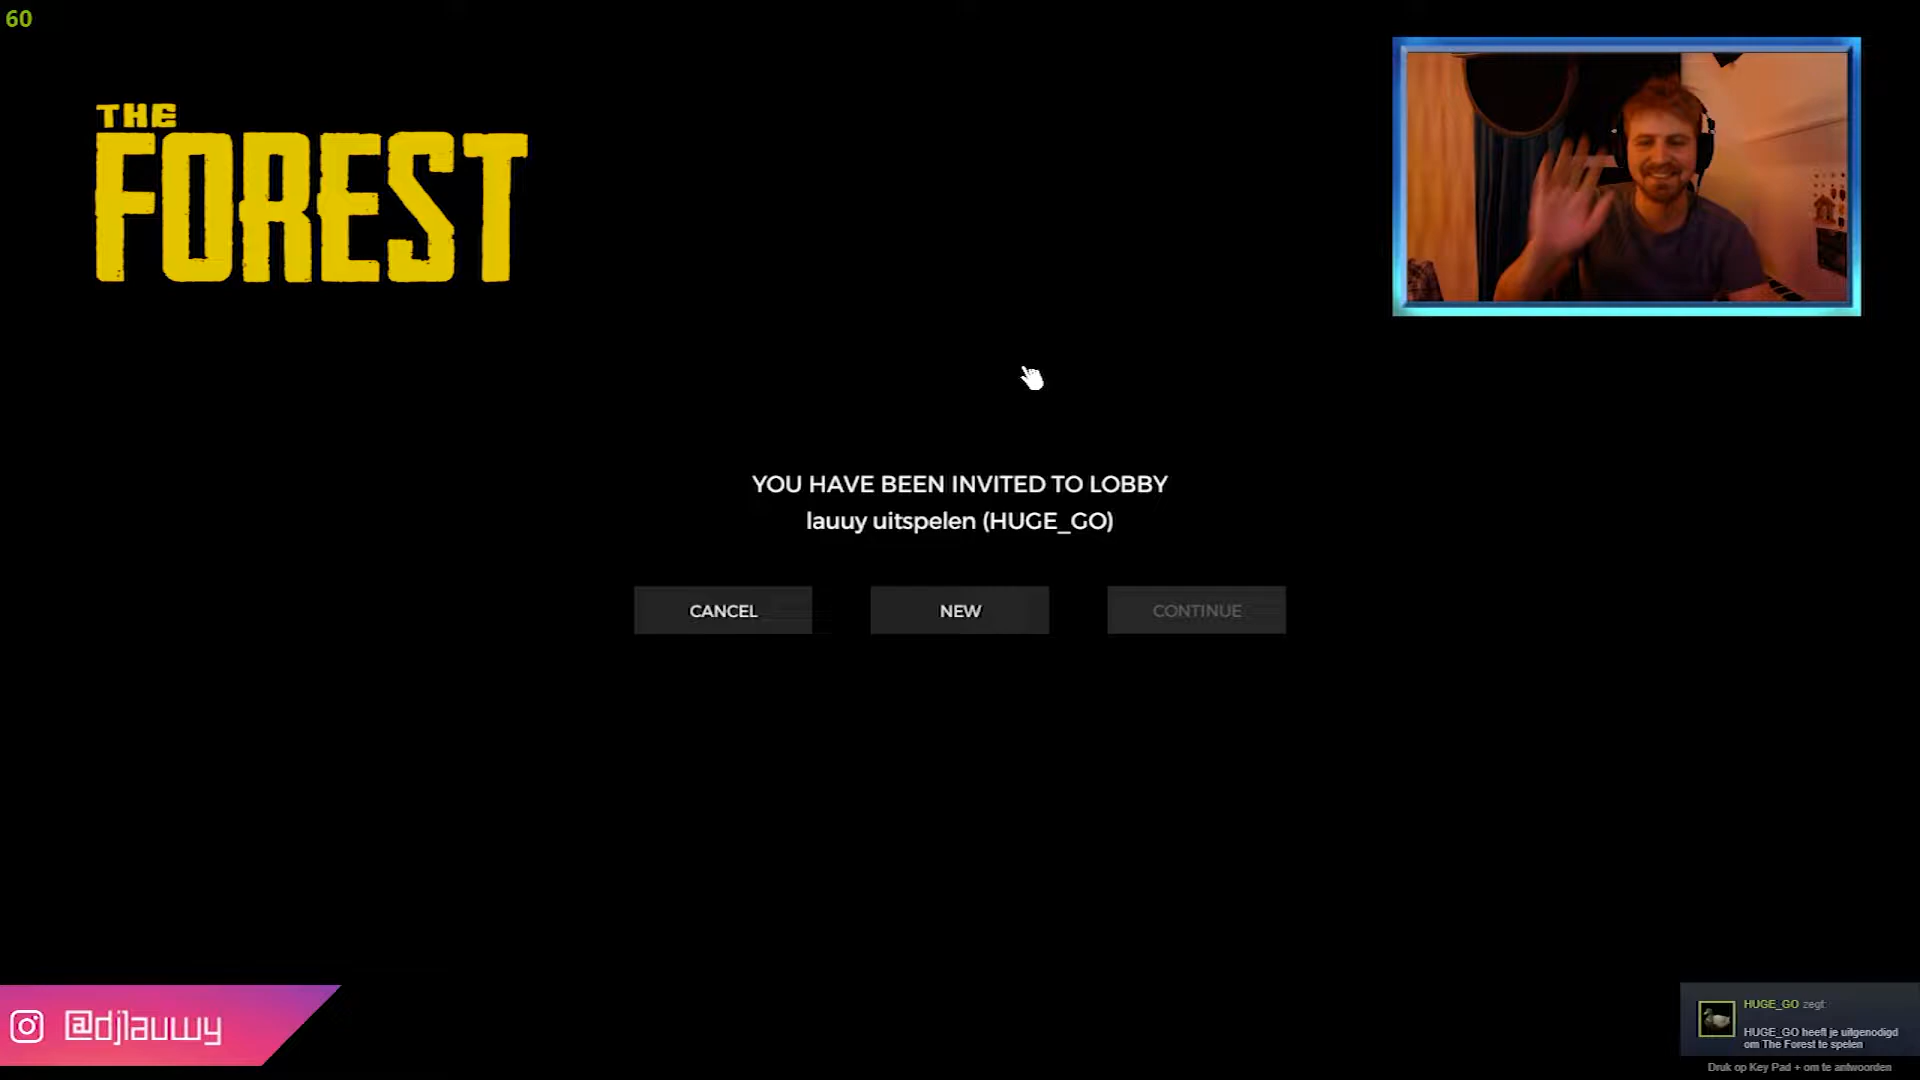 60
THE
FOREST
YOU HAVE BEEN INVITED TO LOBBY
lauuy uitspelen (HUGE_GO)
CANCEL
NEW
CONTINUE
@djlauwy
HUGE_GO zegt:
HUGE_GO heeft je uitgenodigd
om The Forest te spelen
Druk op Key Pad + om te antwoorden